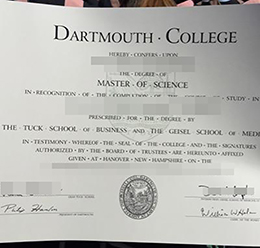 DARTMOUTH · COLLEGE
HEREBY · CONFERS · UPON
THE · DEGREE · OF
MASTER · OF · SCIENCE
IN · RECOGNITION · OF · THE · COMPLETION · OF · THE STUDY · IN
PRESCRIBED · FOR · THE · DEGREE · BY
THE · TUCK · SCHOOL · OF · BUSINESS · AND · THE · GEISEL · SCHOOL · OF · MED
IN · TESTIMONY · WHEREOF · THE · SEAL · OF · THE · COLLEGE · AND · THE · SIGNATURES
AUTHORIZED · BY · THE · BOARD · OF · TRUSTEES · ARE · HEREUNTO · AFFIXED
GIVEN · AT · HANOVER · NEW · HAMPSHIRE · ON · THE